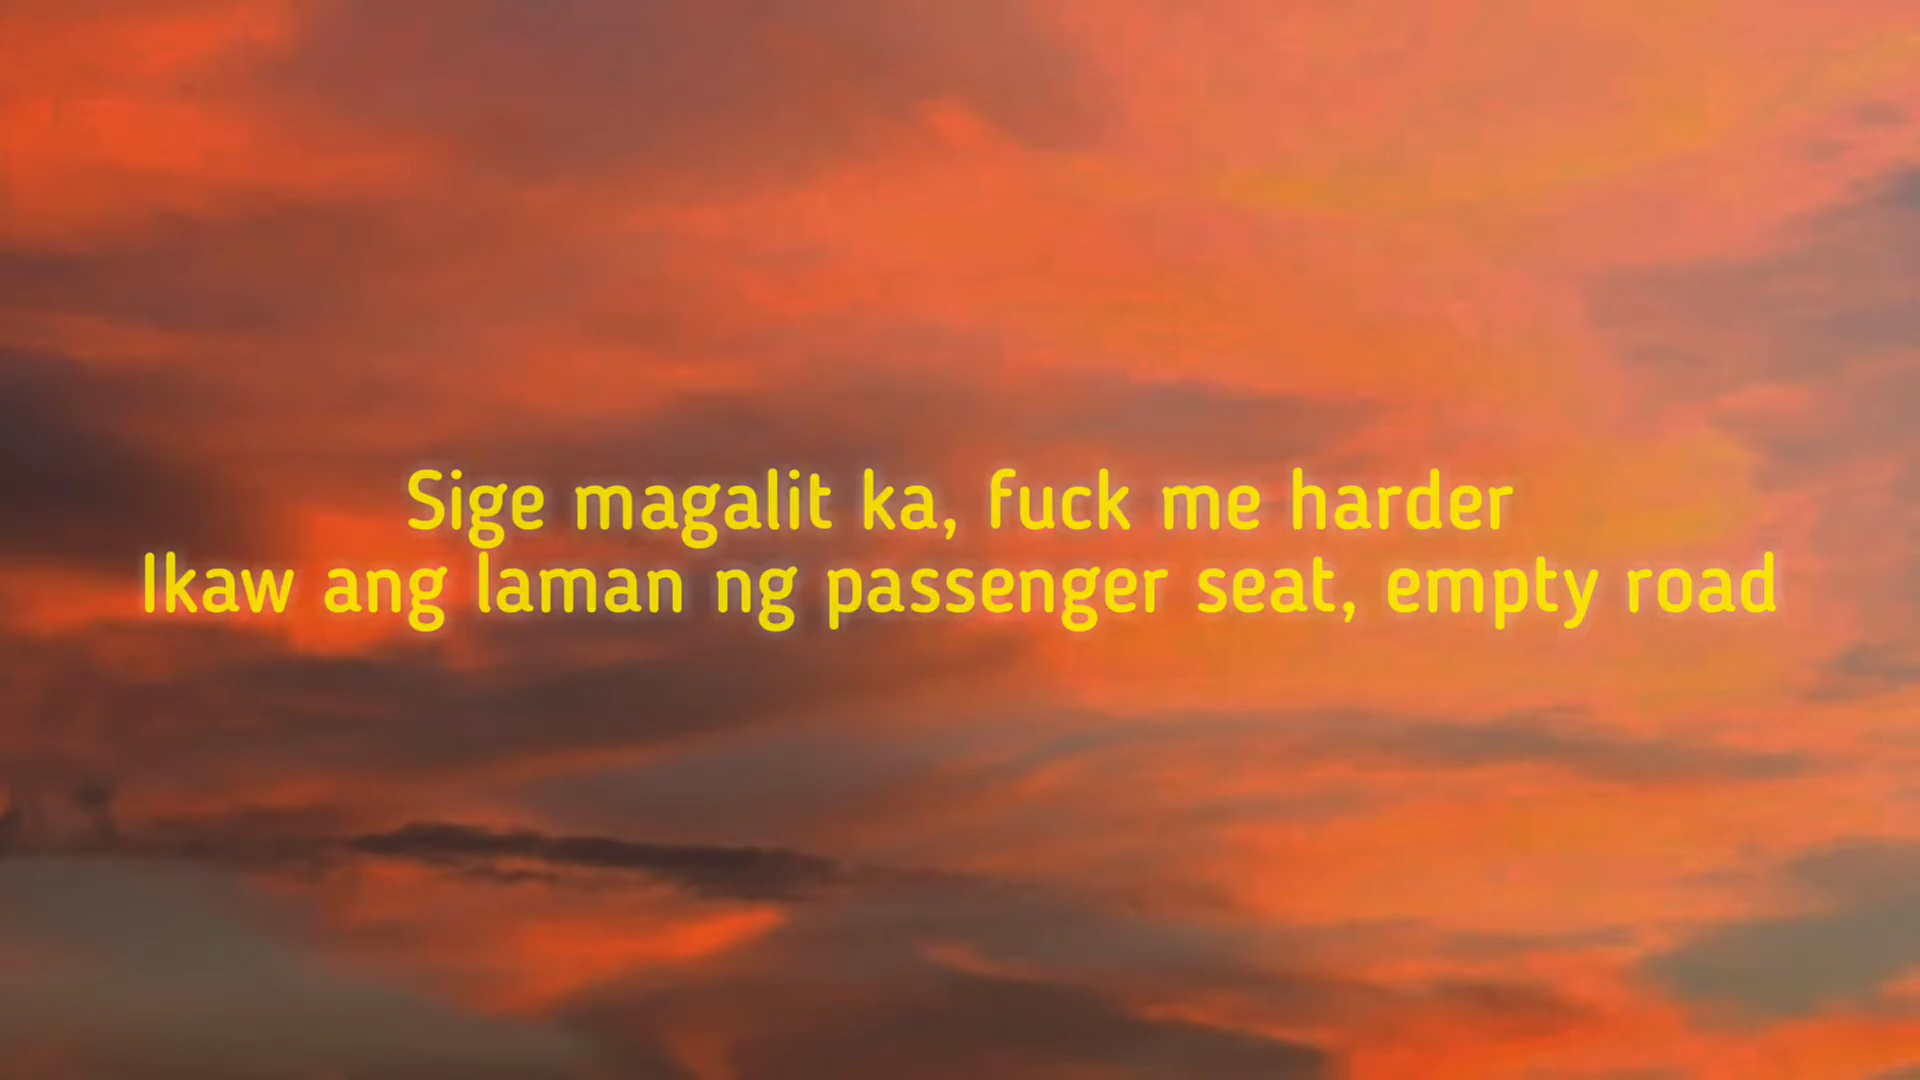 Sige magalit ka, fuck me harder
Ikaw ang laman ng passenger seat, empty road